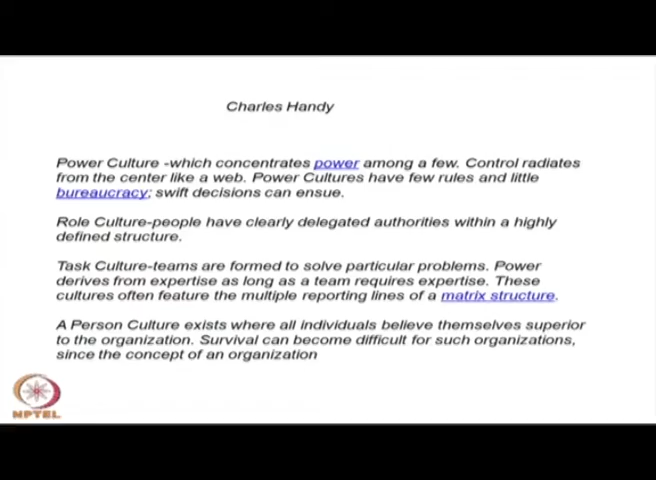 Charles Handy
Power Culture -which concentrates power among a few. Control radiates
from the center like a web. Power Cultures have few rules and little
bureaucracy; swift decisions can ensue.
Role Culture-people have clearly delegated authorities within a highly
defined structure.
Task Culture-teams are formed to solve particular problems. Power
derives from expertise as long as a team requires expertise. These
cultures often feature the multiple reporting lines of a matrix structure.
A Person Culture exists where all individuals believe themselves superior
to the organization. Survival can become difficult for such organizations,
since the concept of an organization
NPTEL